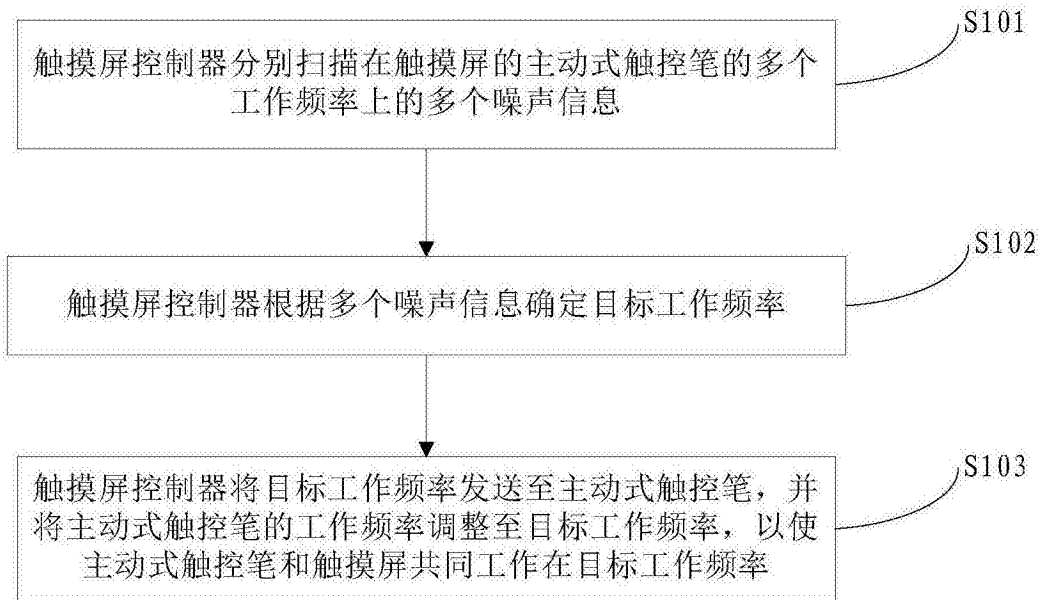 S101
触摸屏控制器分别扫描在触摸屏的主动式触控笔的多个
工作频率上的多个噪声信息
S102
触摸屏控制器根据多个噪声信息确定目标工作频率
S103
触摸屏控制器将目标工作频率发送至主动式触控笔，并
将主动式触控笔的工作频率调整至目标工作频率，以使
主动式触控笔和触摸屏共同工作在目标工作频率